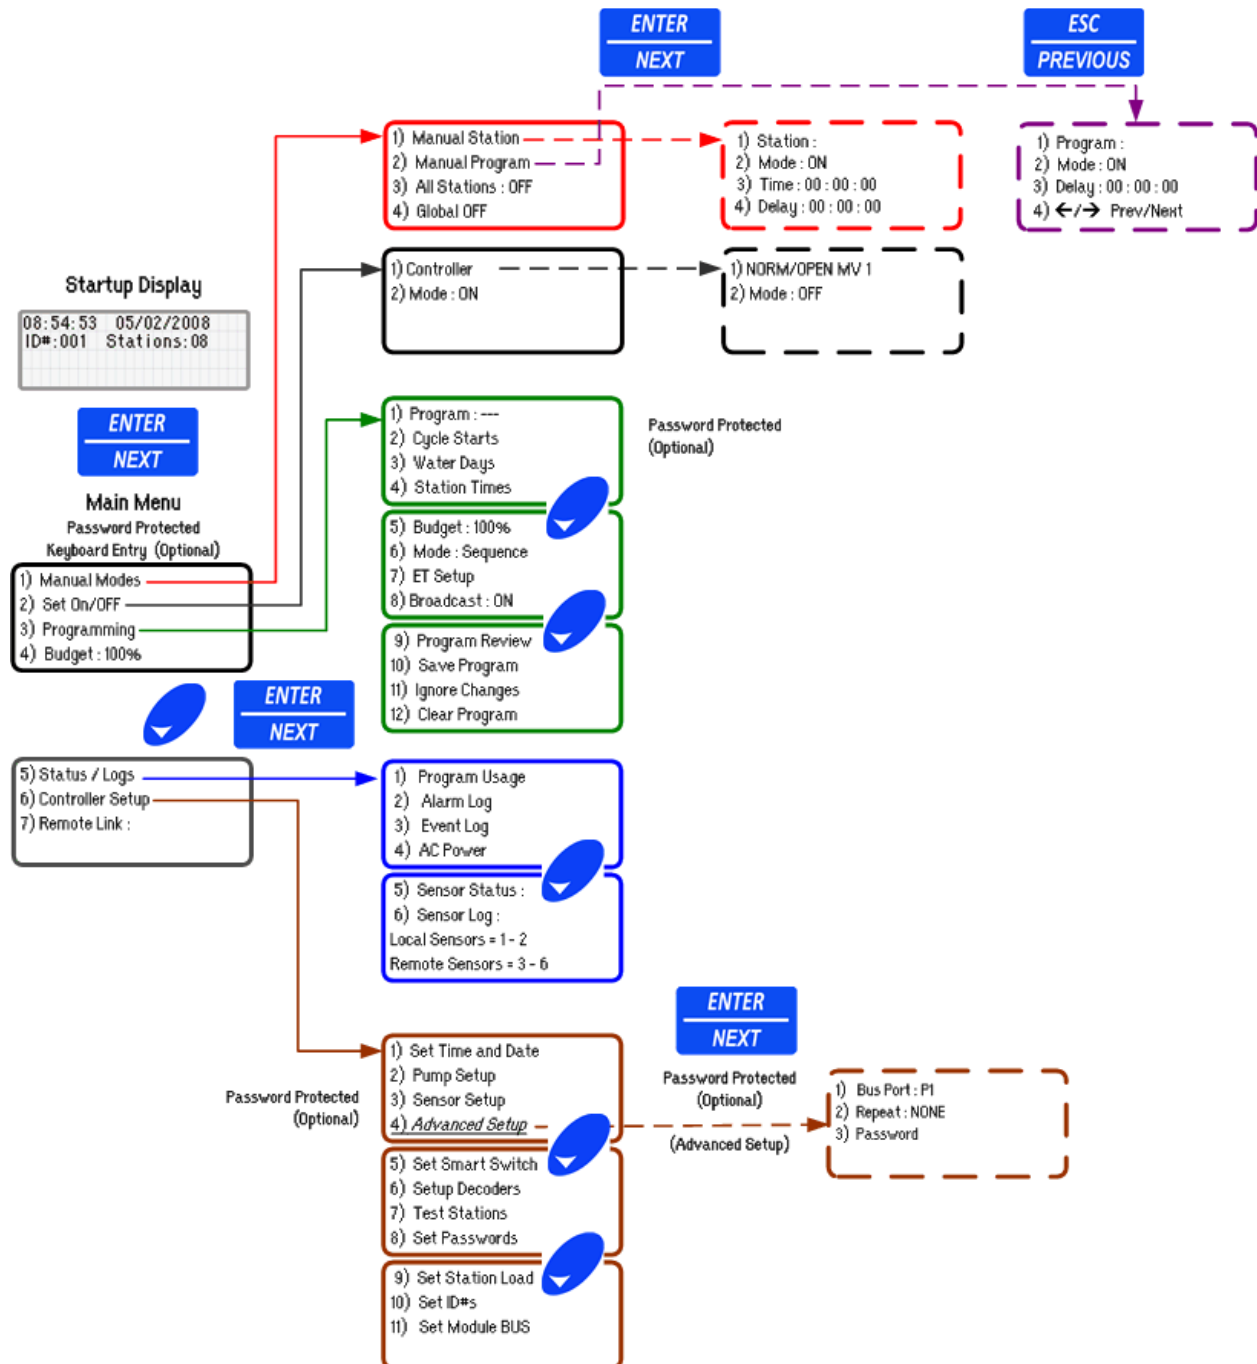 ENTER
NEXT
ESC
PREVIOUS
1) Manual Station
2) Manual Program
3) All Stations : OFF
4) Global OFF
1) Station :
2) Mode : ON
3) Time : 00 : 00 : 00
4) Delay : 00 : 00 : 00
1) Program :
2) Mode : ON
3) Delay : 00 : 00 : 00
4) ←/→ Prev/Next
1) Controller
2) Mode : ON
1) NORM/OPEN MV 1
2) Mode : OFF
Startup Display
08:54:53 05/02/2008
ID#:001 Stations:08
ENTER
NEXT
Main Menu
Password Protected
Keyboard Entry (Optional)
1) Manual Modes
2) Set On/OFF
3) Programming
4) Budget : 100%
1) Program : ---
2) Cycle Starts
3) Water Days
4) Station Times
Password Protected
(Optional)
5) Budget : 100%
6) Mode : Sequence
7) ET Setup
8) Broadcast : ON
9) Program Review
10) Save Program
11) Ignore Changes
12) Clear Program
ENTER
NEXT
5) Status / Logs
6) Controller Setup
7) Remote Link :
1) Program Usage
2) Alarm Log
3) Event Log
4) AC Power
5) Sensor Status :
6) Sensor Log :
Local Sensors = 1 - 2
Remote Sensors = 3 - 6
ENTER
NEXT
Password Protected
(Optional)
1) Set Time and Date
2) Pump Setup
3) Sensor Setup
4) Advanced Setup
Password Protected
(Optional)
(Advanced Setup)
1) Bus Port : P1
2) Repeat : NONE
3) Password
5) Set Smart Switch
6) Setup Decoders
7) Test Stations
8) Set Passwords
9) Set Station Load
10) Set ID#s
11) Set Module BUS